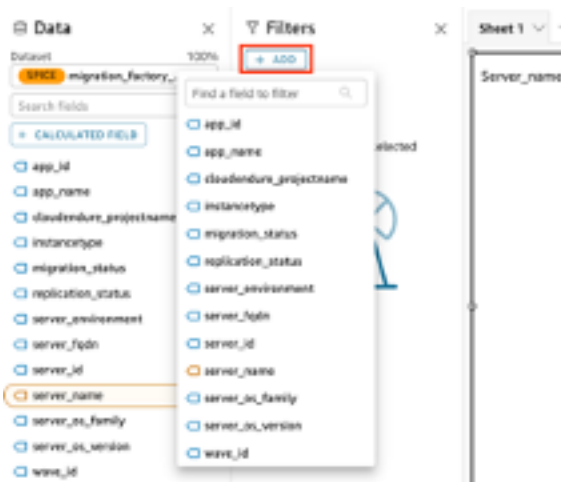 Data
Filters
Sheet 1
Dataset
100%
+ ADD
SPICE migration_factory_...
Server_name
Search fields
Find a field to filter
+ CALCULATED FIELD
app_id
app_name
cloudendure_projectname
instancetype
migration_status
replication_status
server_environment
server_fqdn
server_id
server_name
server_os_family
server_os_version
wave_id
app_id
app_name
cloudendure_projectname
instancetype
migration_status
replication_status
server_environment
server_fqdn
server_id
server_name
server_os_family
server_os_version
wave_id
elected